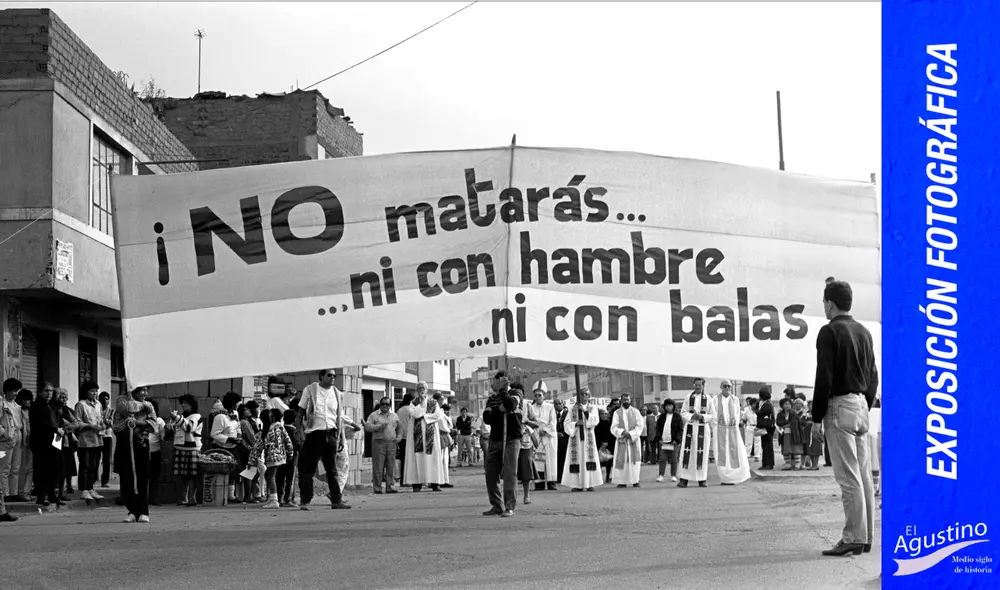 ¡NO matarás...
...ni con hambre
...ni con balas
EXPOSICIÓN FOTOGRÁFICA
El
Agustino
Medio siglo
de historia